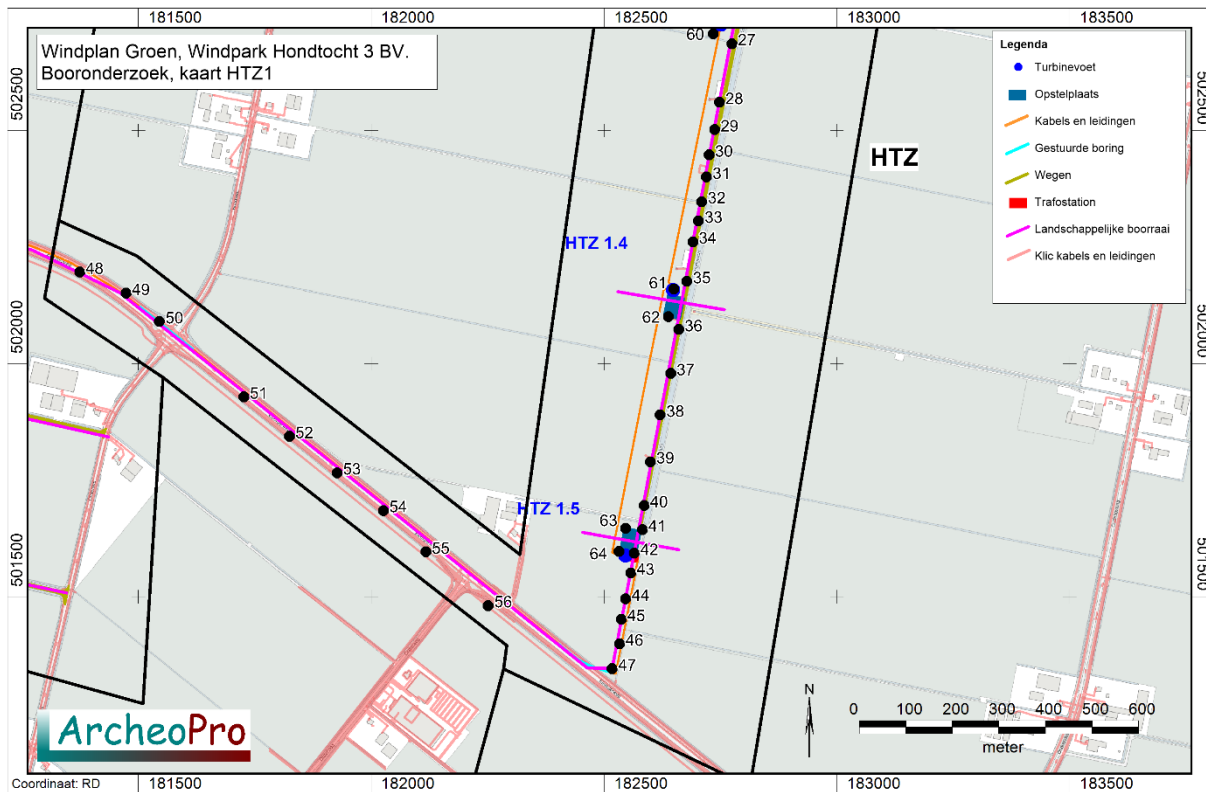 181500 182000 182500 183000 183500
Windplan Groen, Windpark Hondtocht 3 BV.
Booronderzoek, kaart HTZ1
502500
502500
Legenda
Turbinevoet
Opstelplaats
Kabels en leidingen
Gestuurde boring
Wegen
Trafostation
Landschappelijke boorraai
Klic kabels en leidingen
60
27
28
29
30
HTZ
31
32
33
34
HTZ 1.4
35
48
61
49
62
50
36
502000
502000
37
51
38
52
39
53
40
54
HTZ 1.5
63
41
55
64
42
501500
501500
43
44
56
45
46
47
N
0 100 200 300 400 500 600
meter
ArcheoPro
Coordinaat: RD
181500 182000 182500 183000 183500